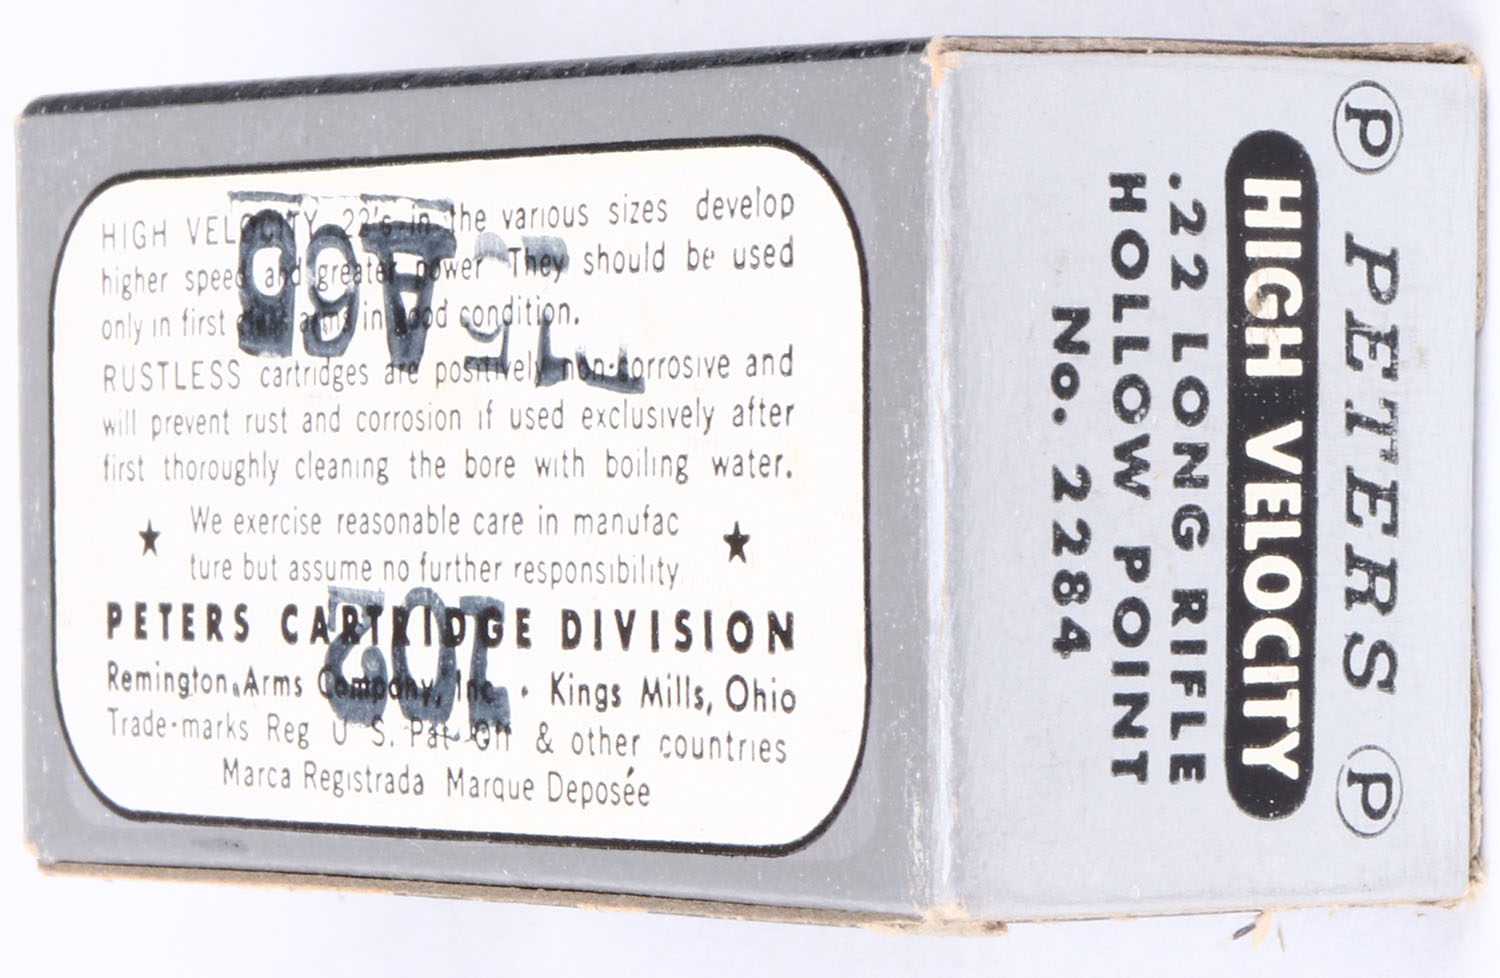 HIGH VELOCITY 22's in the various sizes develop
higher speed and greater power They should be used
only in first class arms in good condition.
RUSTLESS cartridges are positively non-corrosive and
will prevent rust and corrosion if used exclusively after
first thoroughly cleaning the bore with boiling water.
★ We exercise reasonable care in manufac ★
ture but assume no further responsibility
PETERS CARTRIDGE DIVISION
Remington Arms Company, Inc. · Kings Mills, Ohio
Trade-marks Reg U S. Pat Off & other countries
Marca Registrada Marque Deposée
P PETERS P
HIGH VELOCITY
.22 LONG RIFLE
HOLLOW POINT
No. 2284